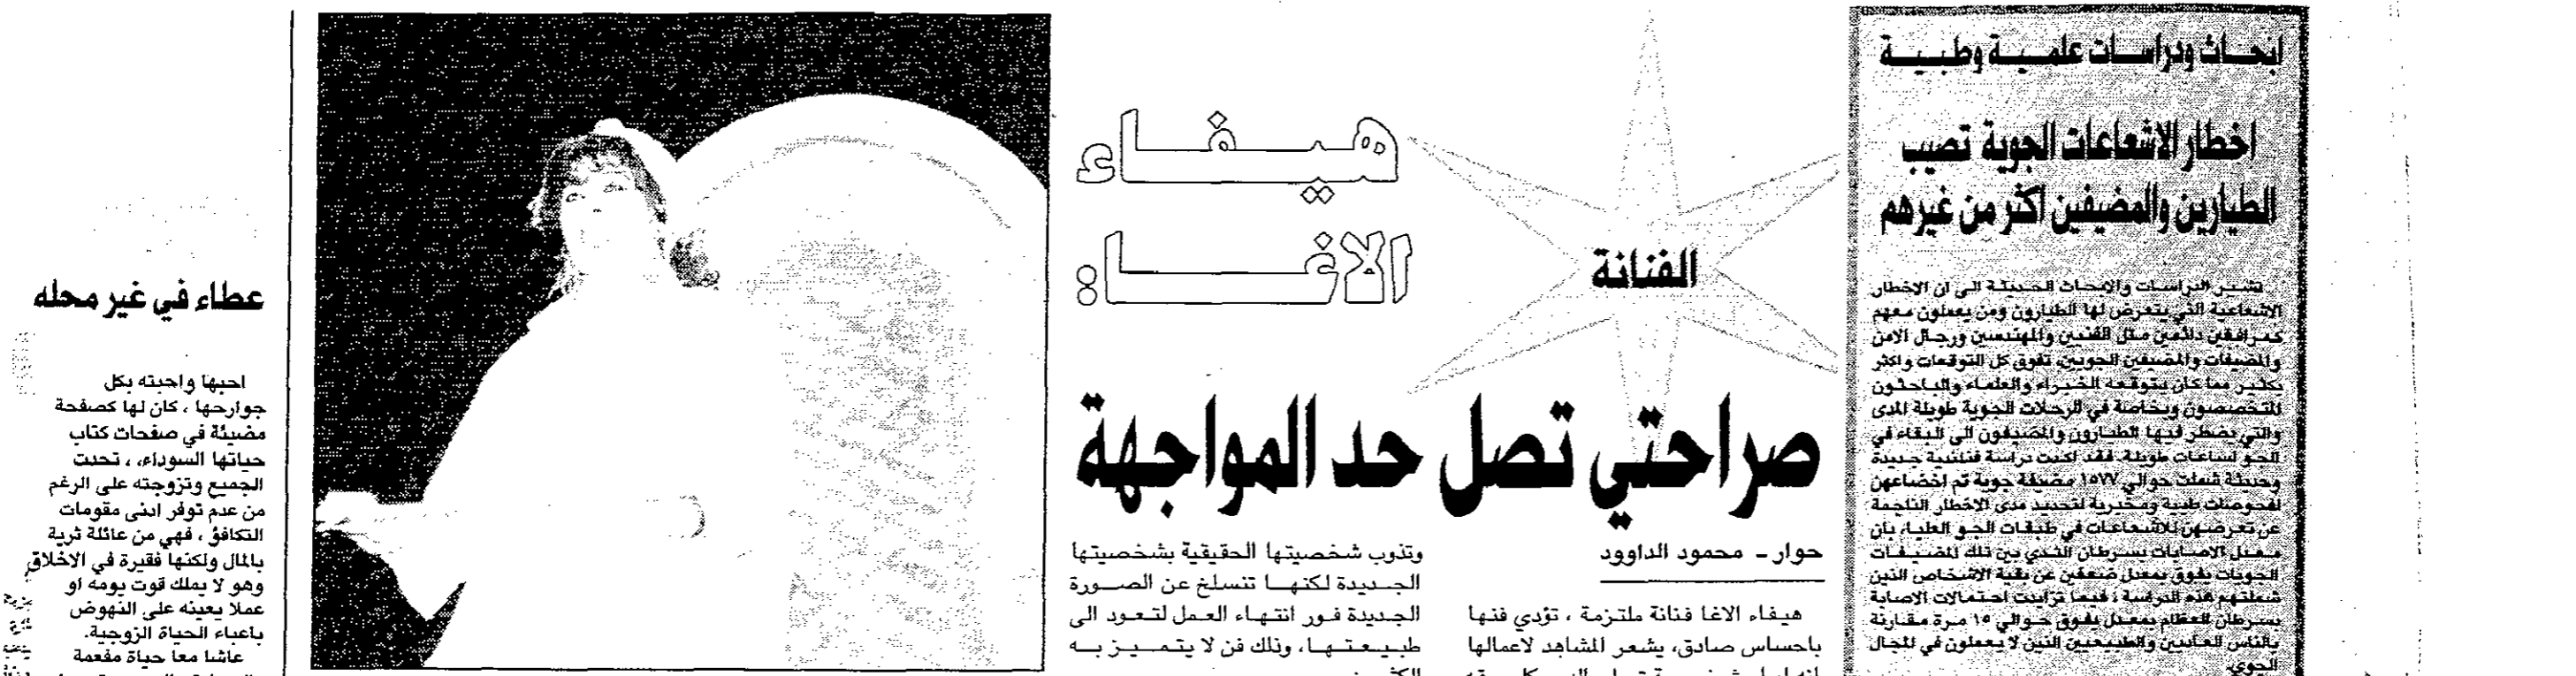 ابحاث ودراسات علمية وطبية
اخطار الاشعاعات الجوية تصيب
الطيارين والمضيفين اكثر من غيرهم
تشير الدراسات والابحاث الحديثة الى ان الاخطار
الاشعاعية التي يتعرض لها الطيارون ومن يعملون معهم
كمرافقين دائمين مثل الفنيين والمهندسين ورجال الامن
والمضيفات والمضيفين الجويين، تفوق كل التوقعات واكثر
بكثير مما كان يتوقعه الخبراء والعلماء والباحثون
المتخصصون وبخاصة في الرحلات الجوية طويلة المدى
والتي يضطر فيها الطيارون والمضيفون الى البقاء في
الجو لساعات طويلة. فقد اكدت دراسة فنلندية جديدة
وحديثة شملت حوالي ١٥٧٧ مضيفة جوية تم اخضاعهن
لفحوصات طبية ومخبرية لتحديد مدى الاخطار الناجمة
عن تعرضهن للاشعاعات في طبقات الجو العليا، بأن
معدل الاصابات بسرطان الثدي بين تلك المضيفات
الجويات يفوق بمعدل ضعفين عن بقية الاشخاص الذين
شملتهم هذه الدراسة ، فيما تزايدت احتمالات الاصابة
بسرطان العظام بمعدل يفوق حوالي ١٥ مرة مقارنة
بالناس العاديين والطبيعيين الذين لا يعملون في المجال
الجوي.
الفنانة
هيفاء
الاغا:
صراحتي تصل حد المواجهة
حوار - محمود الداوود
هيفاء الاغا فنانة ملتزمة ، تؤدي فنها
باحساس صادق، يشعر المشاهد لاعمالها
وتذوب شخصيتها الحقيقية بشخصيتها
الجديدة لكنها تنسلخ عن الصورة
الجديدة فور انتهاء العمل لتعود الى
طبيعتها، وذلك فن لا يتميز به
عطاء في غير محله
احبها واحبته بكل
جوارحها ، كان لها كصفحة
مضيئة في صفحات كتاب
حياتها السوداء، ، تحدت
الجميع وتزوجته على الرغم
من عدم توفر ادنى مقومات
التكافؤ ، فهي من عائلة ثرية
بالمال ولكنها فقيرة في الاخلاق
وهو لا يملك قوت يومه او
عملا يعينه على النهوض
باعباء الحياة الزوجية.
عاشا معا حياة مفعمة